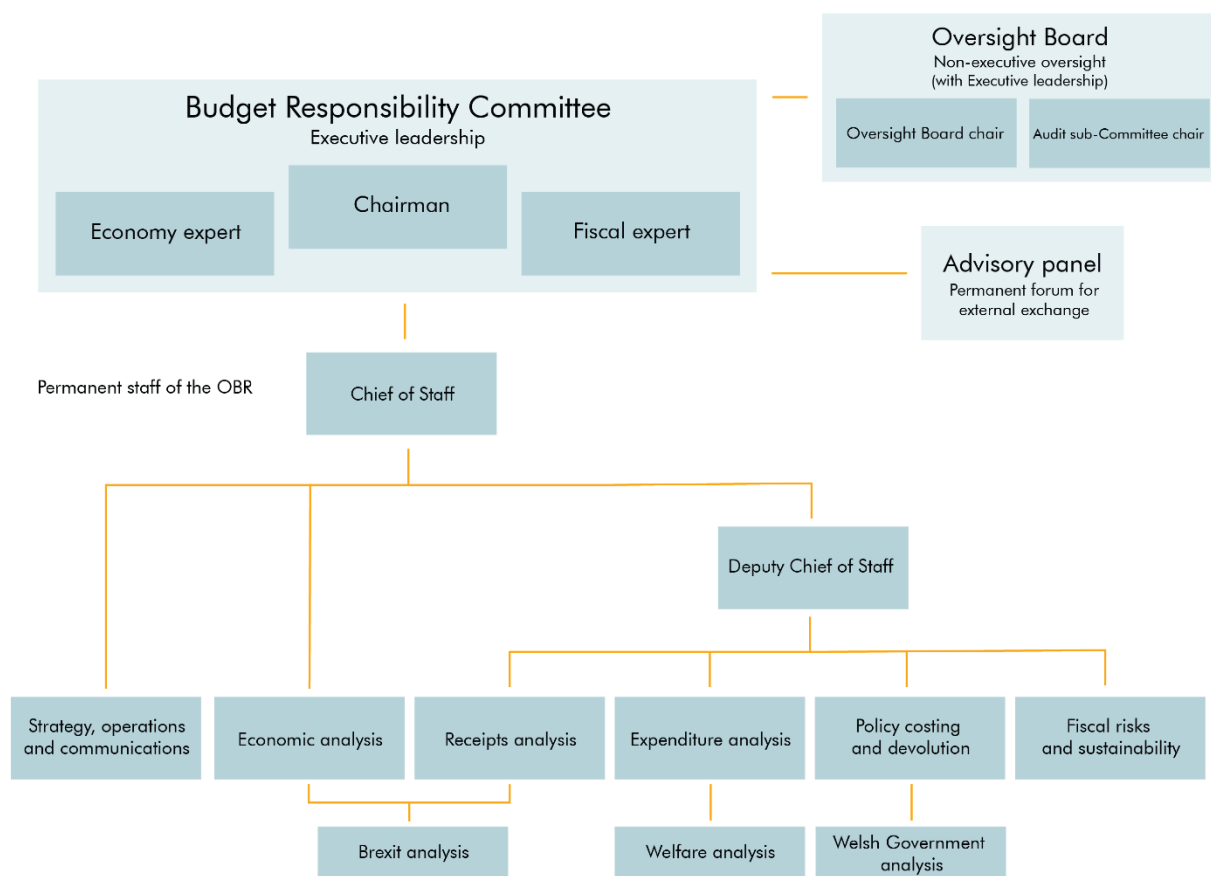 Oversight Board
Non-executive oversight
(with Executive leadership)
Oversight Board chair
Audit sub-Committee chair
Budget Responsibility Committee
Executive leadership
Economy expert
Chairman
Fiscal expert
Advisory panel
Permanent forum for
external exchange
Permanent staff of the OBR
Chief of Staff
Deputy Chief of Staff
Strategy, operations
and communications
Economic analysis
Receipts analysis
Expenditure analysis
Policy costing
and devolution
Fiscal risks
and sustainability
Brexit analysis
Welfare analysis
Welsh Government
analysis